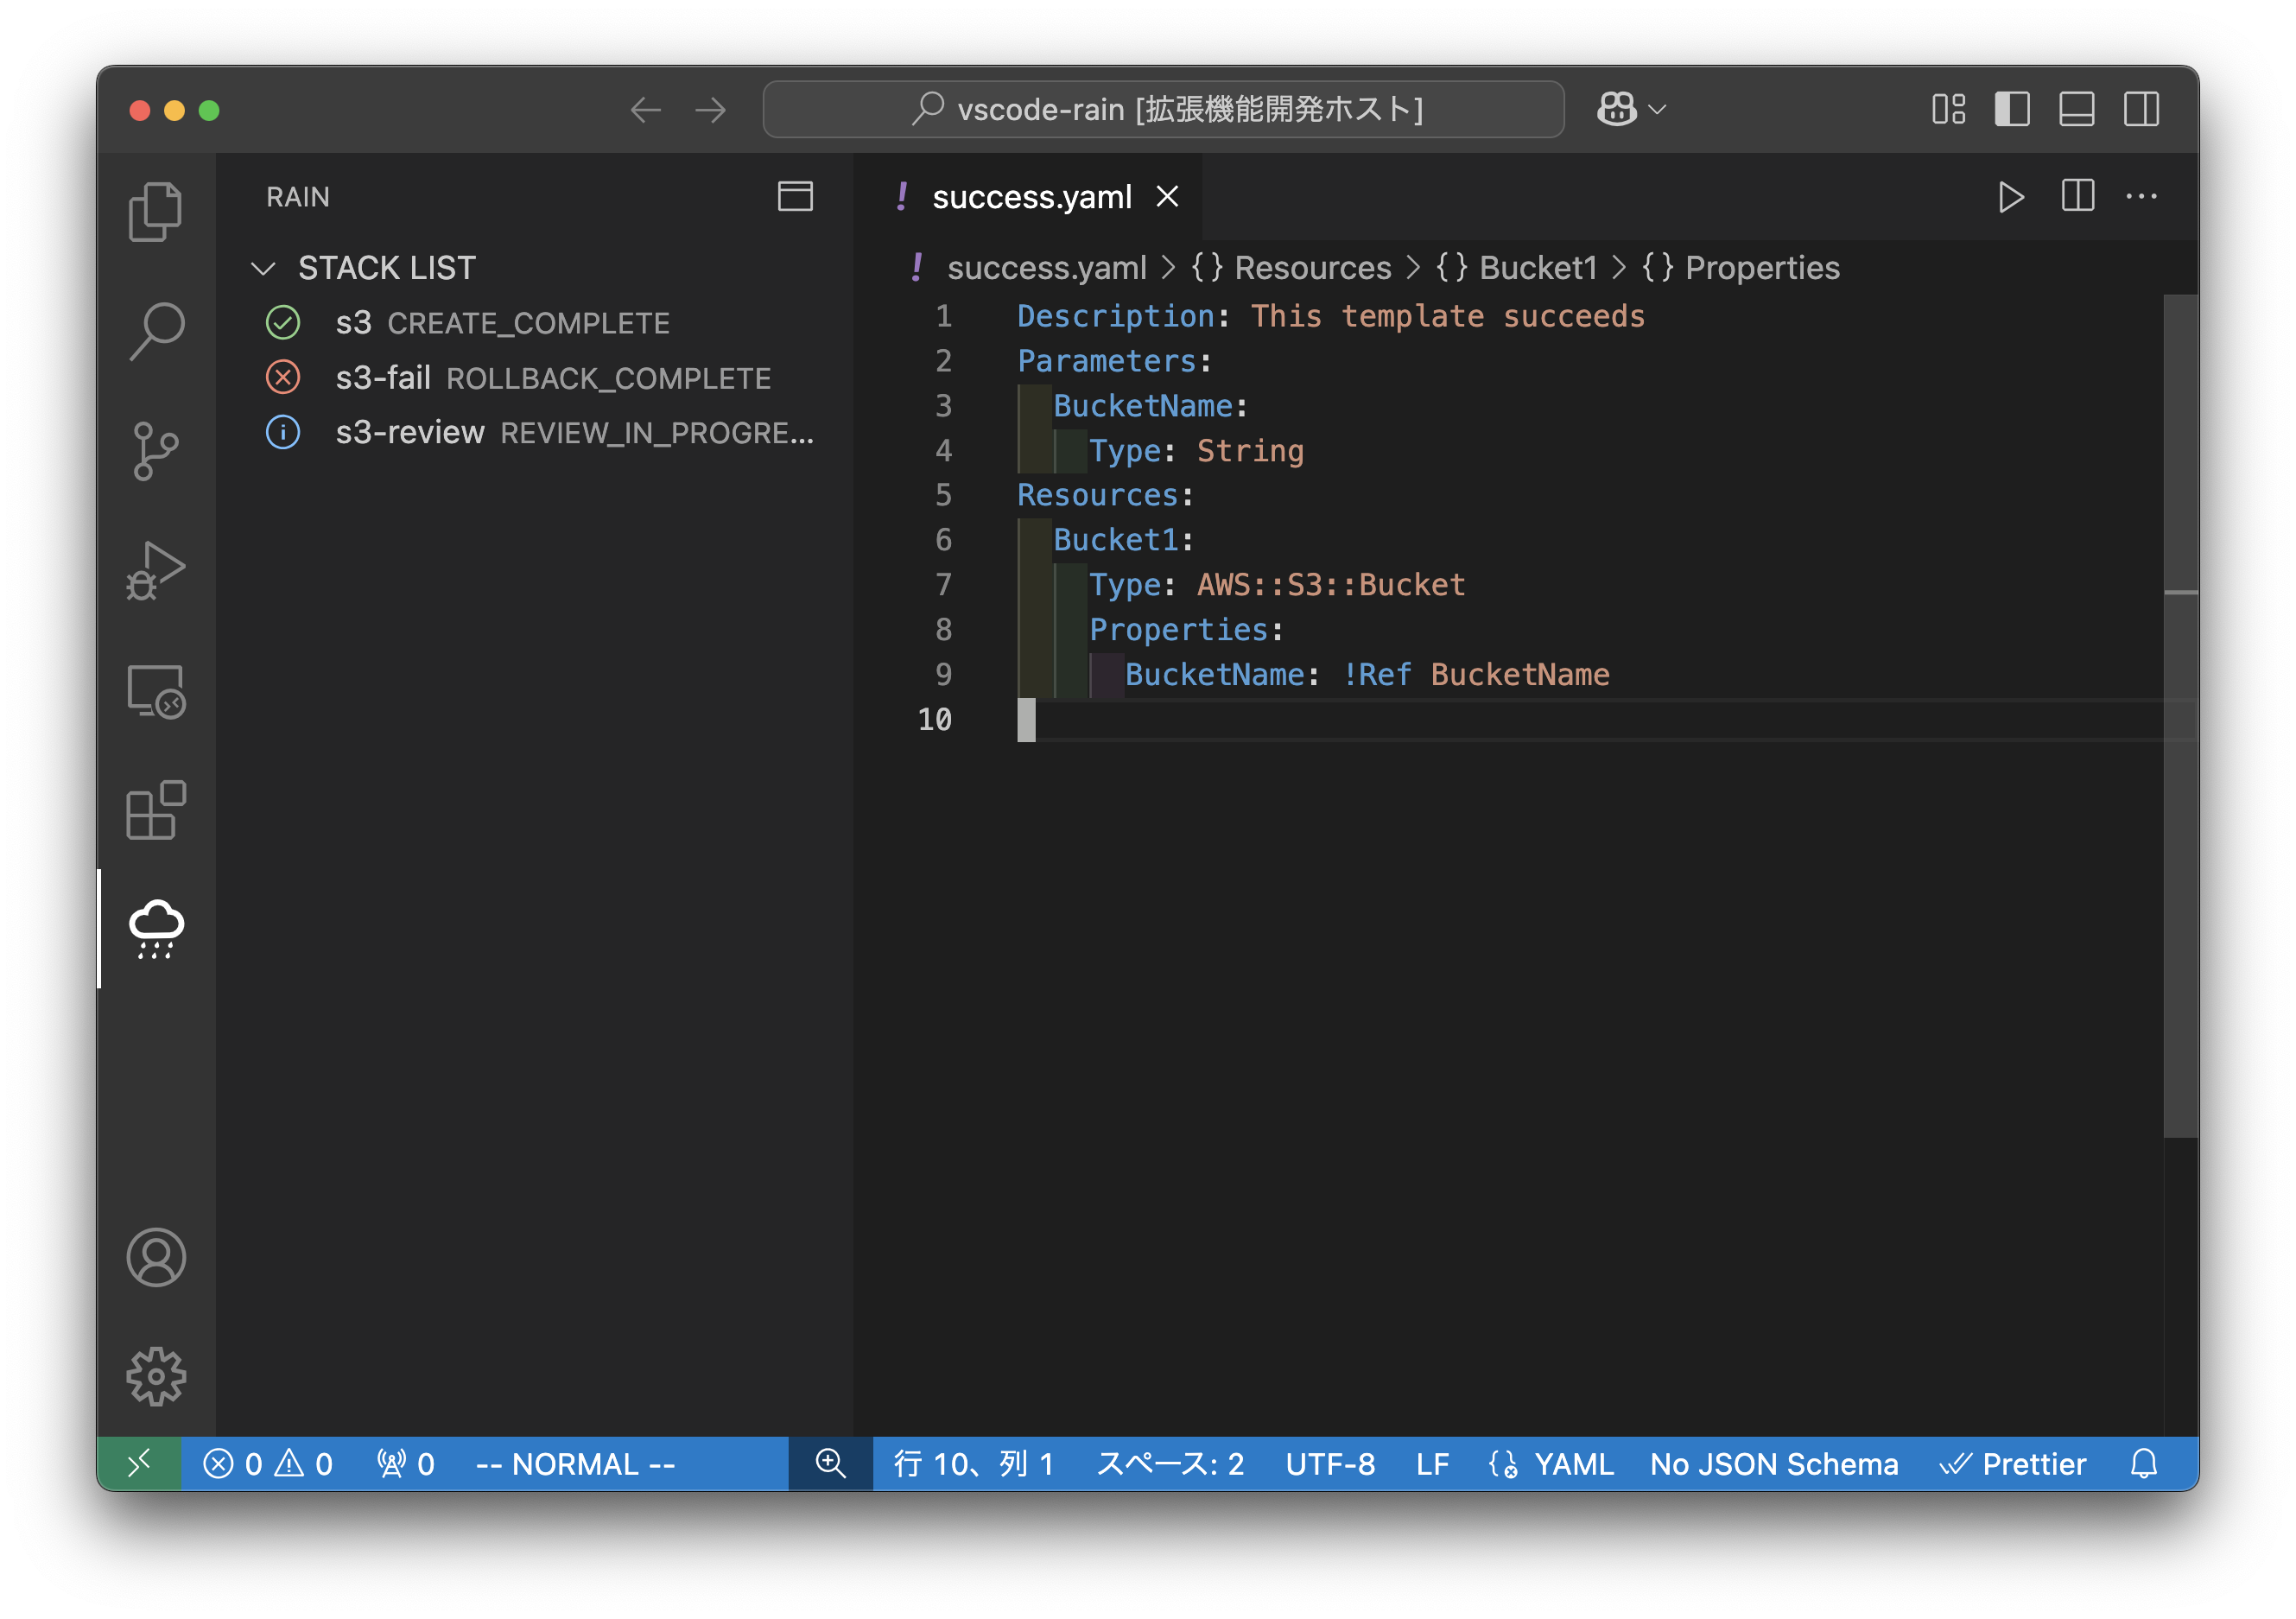 vscode-rain [拡張機能開発ホスト]
RAIN
STACK LIST
s3 CREATE_COMPLETE
s3-fail ROLLBACK_COMPLETE
s3-review REVIEW_IN_PROGRE...
! success.yaml
! success.yaml > {} Resources > {} Bucket1 > {} Properties
1 Description: This template succeeds
2 Parameters:
3 BucketName:
4 Type: String
5 Resources:
6 Bucket1:
7 Type: AWS::S3::Bucket
8 Properties:
9 BucketName: !Ref BucketName
10
0 0 0 -- NORMAL -- 行 10、列 1 スペース: 2 UTF-8 LF YAML No JSON Schema Prettier